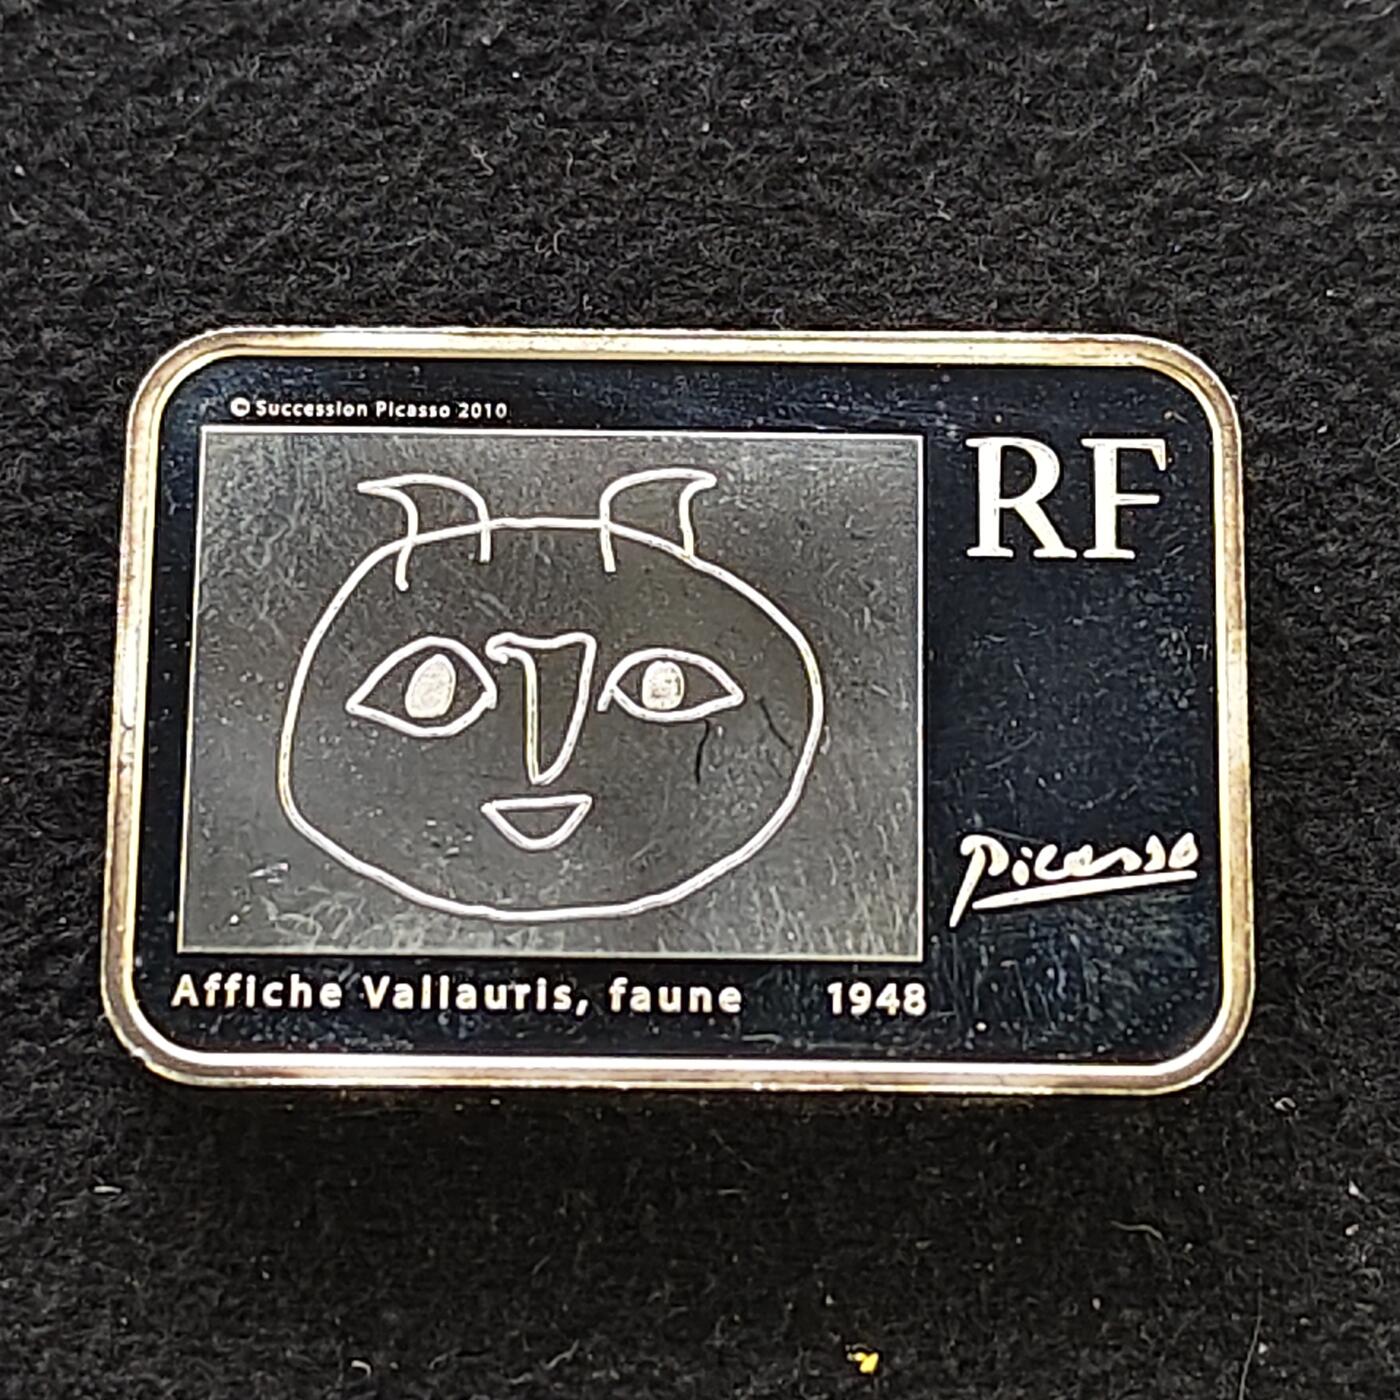 © Succession Picasso 2010
RF
Picasso
Affiche Vallauris, faune 1948